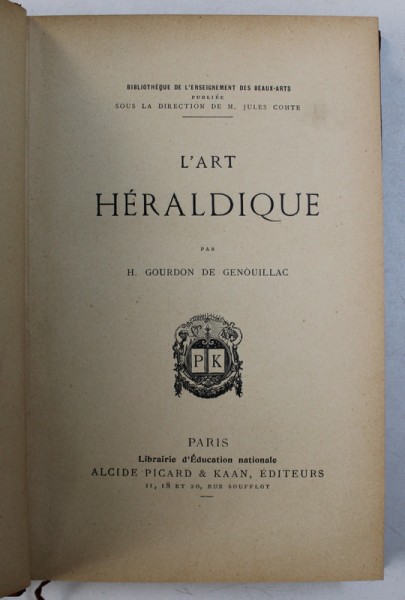 BIBLIOTHÈQUE DE L'ENSEIGNEMENT DES BEAUX-ARTS
PUBLIÉE
SOUS LA DIRECTION DE M. JULES COMTE
L'ART
HÉRALDIQUE
PAR
H. GOURDON DE GENOUILLAC
P K
PARIS
Librairie d'Éducation nationale
ALCIDE PICARD & KAAN, ÉDITEURS
11, 18 ET 20, RUE SOUFFLOT